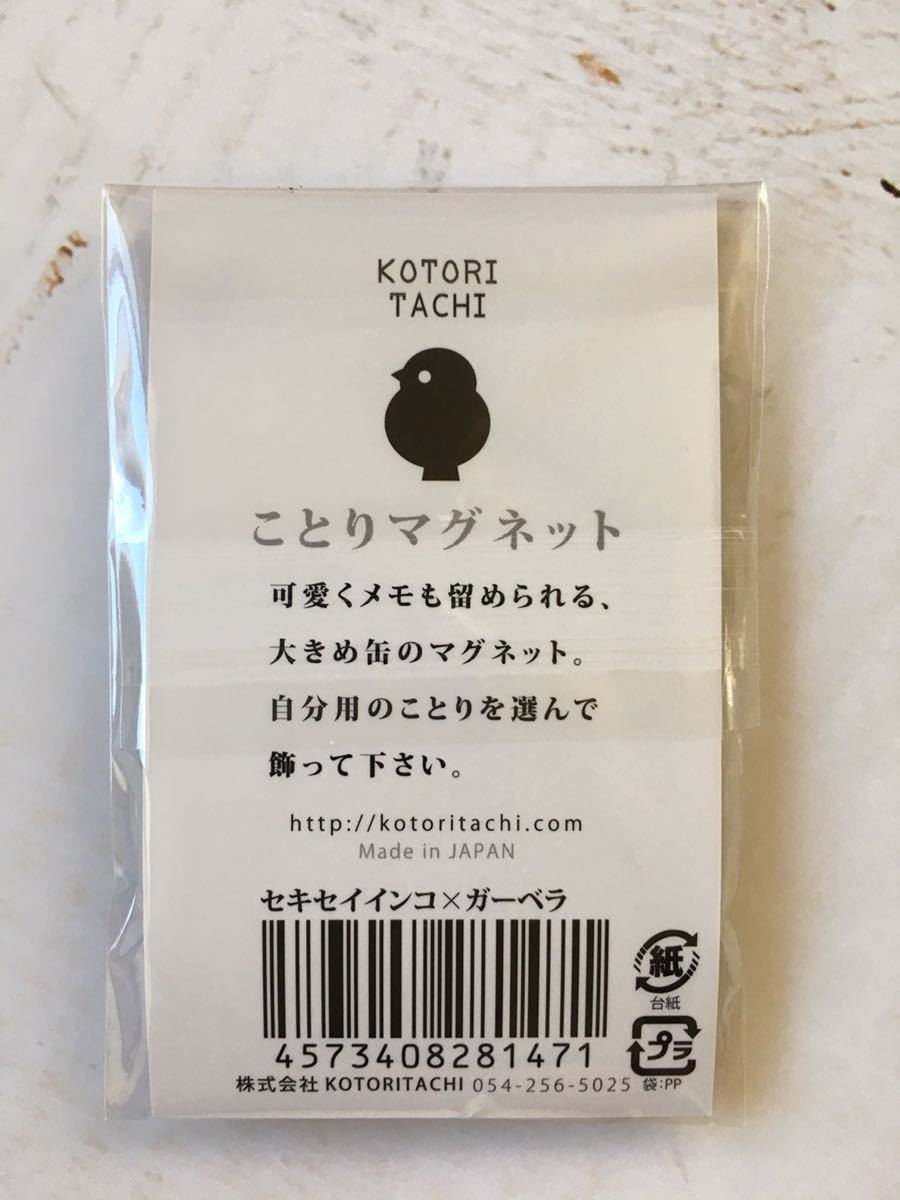 KOTORI
TACHI
ことりマグネット
可愛くメモも留められる、
大きめ缶のマグネット。
自分用のことりを選んで
飾って下さい。
http://kotoritachi.com
Made in JAPAN
セキセイインコ×ガーベラ
4573408281471
紙
台紙
プラ
袋:PP
株式会社 KOTORITACHI 054-256-5025